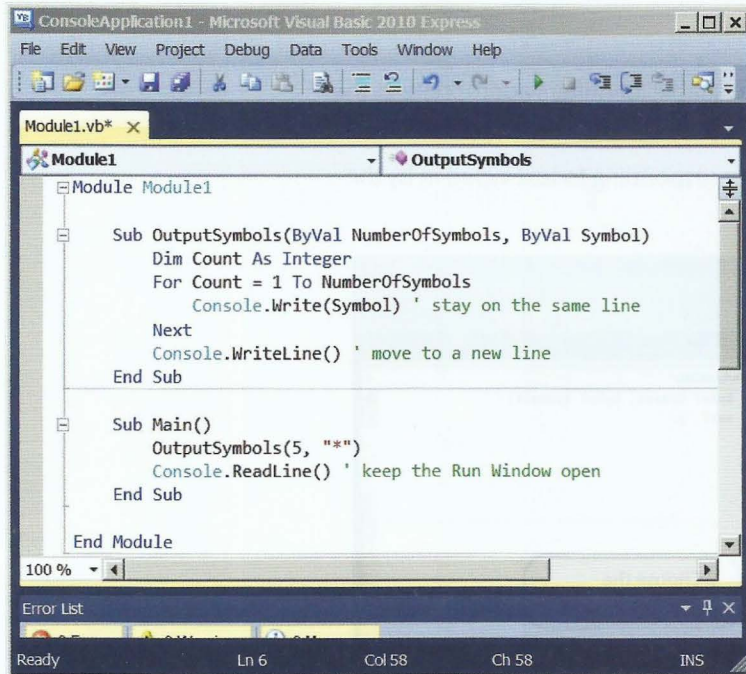 ConsoleApplication1 - Microsoft Visual Basic 2010 Express
File Edit View Project Debug Data Tools Window Help
Module1.vb*
Module1 OutputSymbols
Module Module1
Sub OutputSymbols(ByVal NumberOfSymbols, ByVal Symbol)
Dim Count As Integer
For Count = 1 To NumberOfSymbols
Console.Write(Symbol) ' stay on the same line
Next
Console.WriteLine() ' move to a new line
End Sub
Sub Main()
OutputSymbols(5, "*")
Console.ReadLine() ' keep the Run Window open
End Sub
End Module
100 %
Error List
Ready Ln 6 Col 58 Ch 58 INS